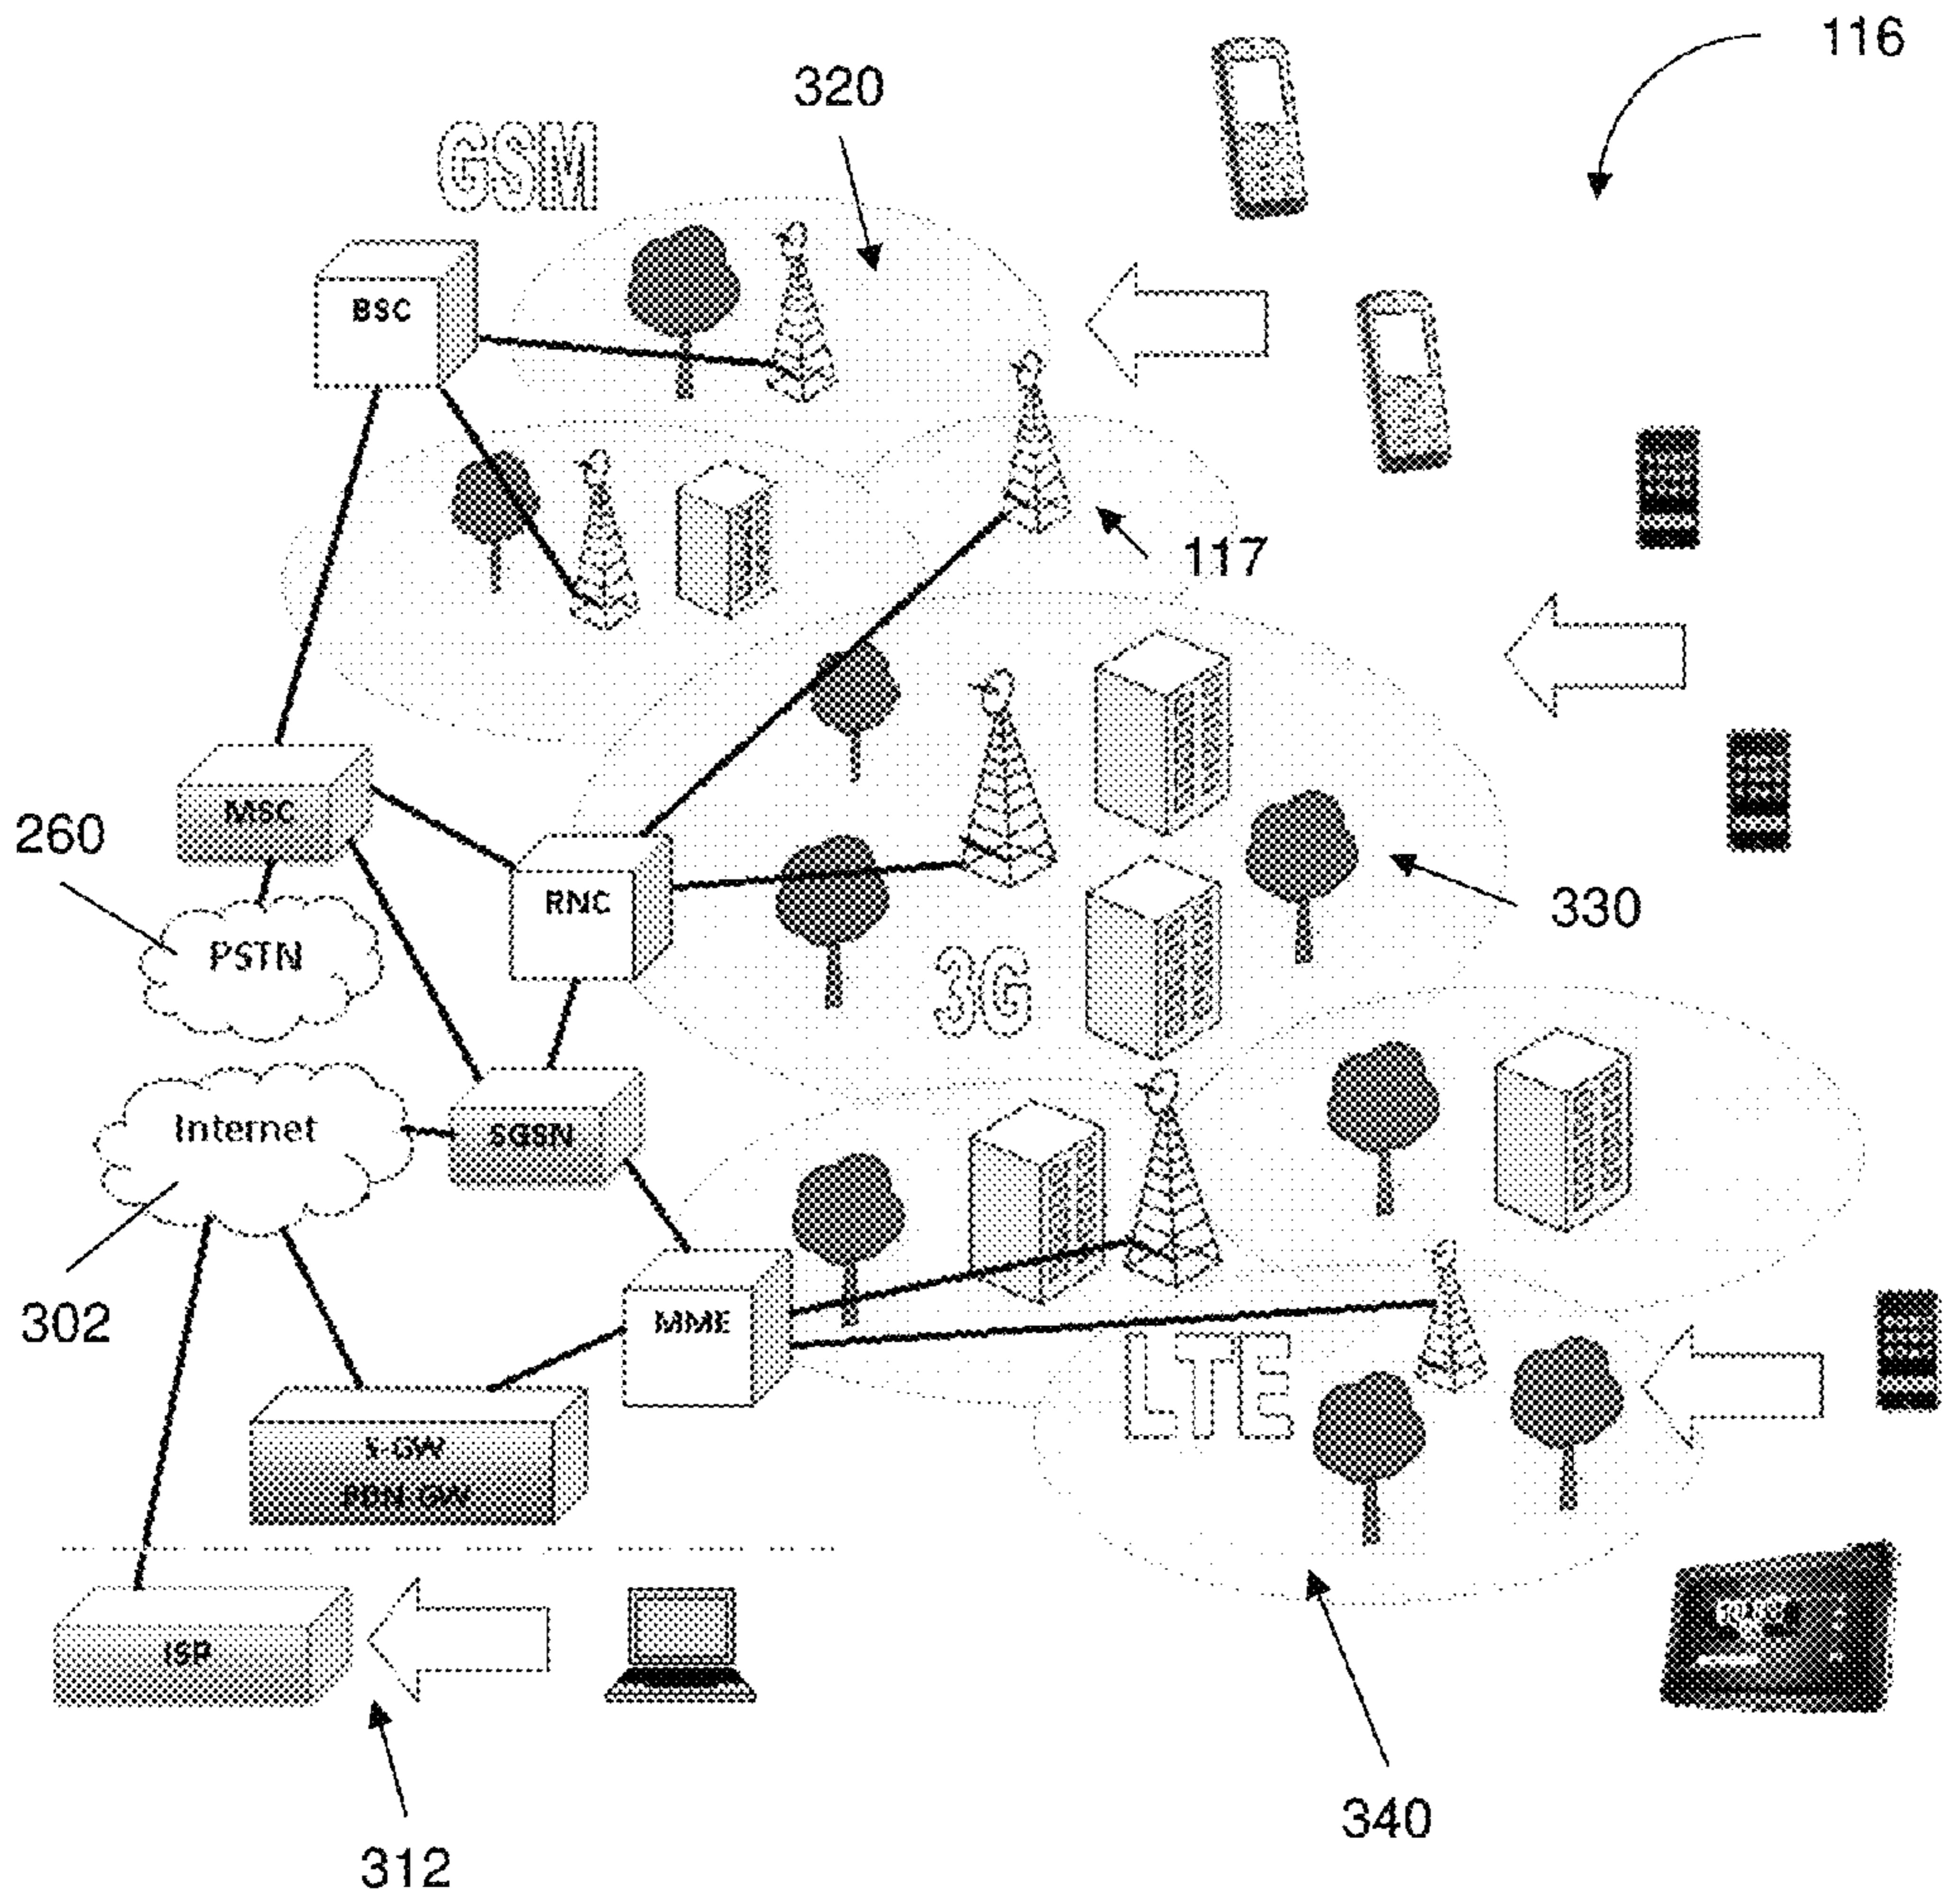 116
320
GSM
BSC
117
MSC
260
RNC
330
PSTN
3G
Internet
SGSN
302
MME
LTE
S-GW
PDN-GW
ISP
340
312